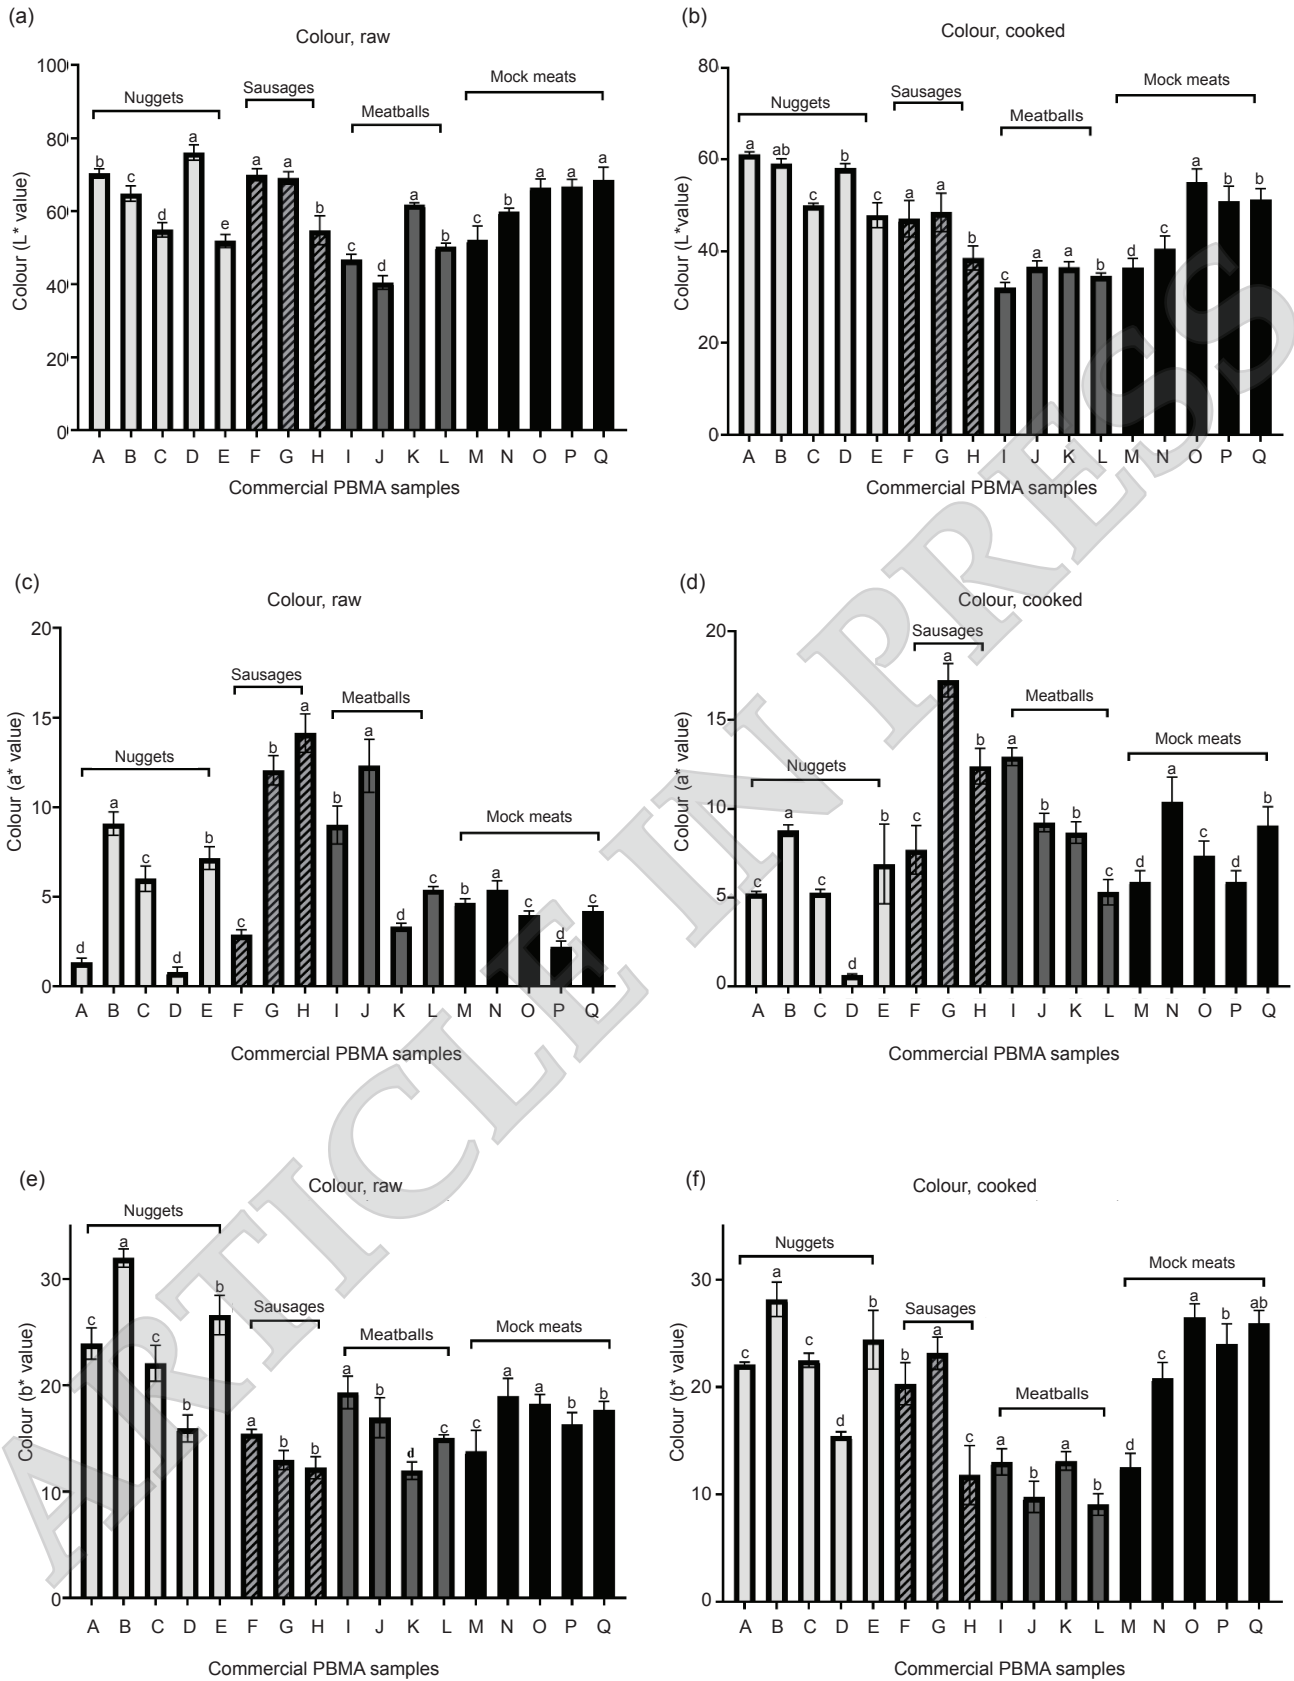 (a)
Colour, raw
Nuggets
Sausages
Meatballs
Mock meats
Colour (L* value)
100
80
60
40
20
0
b c d a e a a b c d a b c b a a a
A B C D E F G H I J K L M N O P Q
Commercial PBMA samples
(b)
Colour, cooked
Nuggets
Sausages
Meatballs
Mock meats
Colour (L*value)
80
60
40
20
0
a ab c b c a a b c a a b d c a b b
A B C D E F G H I J K L M N O P Q
Commercial PBMA samples
(c)
Colour, raw
Nuggets
Sausages
Meatballs
Mock meats
Colour (a* value)
20
15
10
5
0
d a c d b c b a b a d c b a c d c
A B C D E F G H I J K L M N O P Q
Commercial PBMA samples
(d)
Colour, cooked
Nuggets
Sausages
Meatballs
Mock meats
Colour (a* value)
20
15
10
5
0
c a c d b c a b a b b c d a c d b
A B C D E F G H I J K L M N O P Q
Commercial PBMA samples
(e)
Colour, raw
Nuggets
Sausages
Meatballs
Mock meats
Colour (b* value)
30
20
10
0
c a c b b a b b a b d c c a a b b
A B C D E F G H I J K L M N O P Q
Commercial PBMA samples
(f)
Colour, cooked
Nuggets
Sausages
Meatballs
Mock meats
Colour (b* value)
30
20
10
0
c a c d b b a c a b a b d c a b ab
A B C D E F G H I J K L M N O P Q
Commercial PBMA samples
ARTICLE IN PRESS